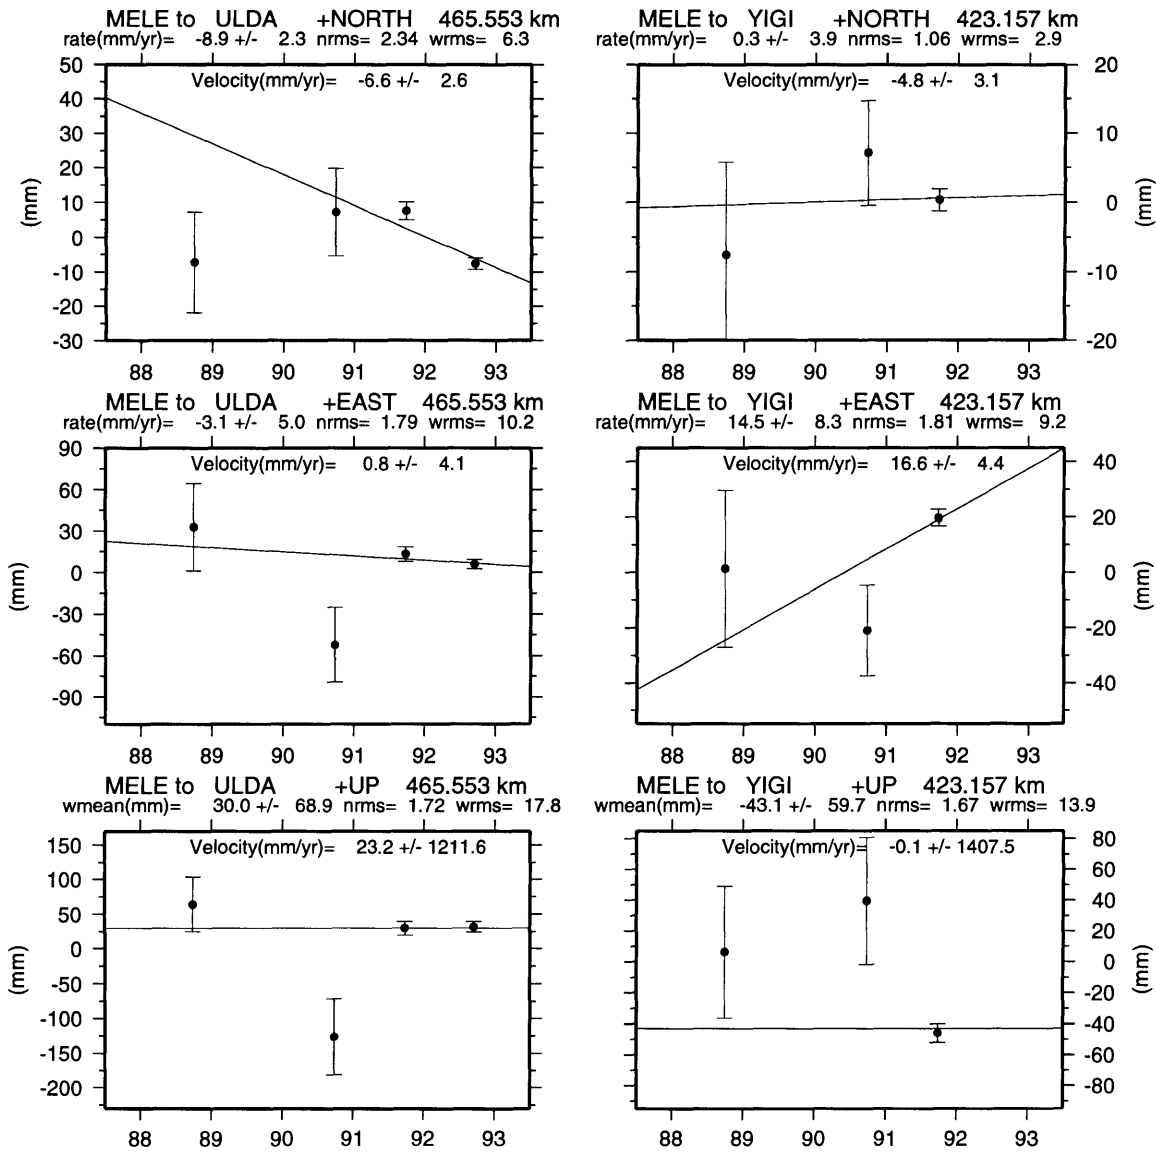 MELE to ULDA +NORTH 465.553 km
rate(mm/yr)= -8.9 +/- 2.3 nrms= 2.34 wrms= 6.3
Velocity(mm/yr)= -6.6 +/- 2.6
50
40
30
20
10
0
-10
-20
-30
(mm)
88 89 90 91 92 93
MELE to YIGI +NORTH 423.157 km
rate(mm/yr)= 0.3 +/- 3.9 nrms= 1.06 wrms= 2.9
Velocity(mm/yr)= -4.8 +/- 3.1
20
10
0
-10
-20
(mm)
88 89 90 91 92 93
MELE to ULDA +EAST 465.553 km
rate(mm/yr)= -3.1 +/- 5.0 nrms= 1.79 wrms= 10.2
Velocity(mm/yr)= 0.8 +/- 4.1
90
60
30
0
-30
-60
-90
(mm)
88 89 90 91 92 93
MELE to YIGI +EAST 423.157 km
rate(mm/yr)= 14.5 +/- 8.3 nrms= 1.81 wrms= 9.2
Velocity(mm/yr)= 16.6 +/- 4.4
40
20
0
-20
-40
(mm)
88 89 90 91 92 93
MELE to ULDA +UP 465.553 km
wmean(mm)= 30.0 +/- 68.9 nrms= 1.72 wrms= 17.8
Velocity(mm/yr)= 23.2 +/- 1211.6
150
100
50
0
-50
-100
-150
-200
(mm)
88 89 90 91 92 93
MELE to YIGI +UP 423.157 km
wmean(mm)= -43.1 +/- 59.7 nrms= 1.67 wrms= 13.9
Velocity(mm/yr)= -0.1 +/- 1407.5
80
60
40
20
0
-20
-40
-60
-80
(mm)
88 89 90 91 92 93